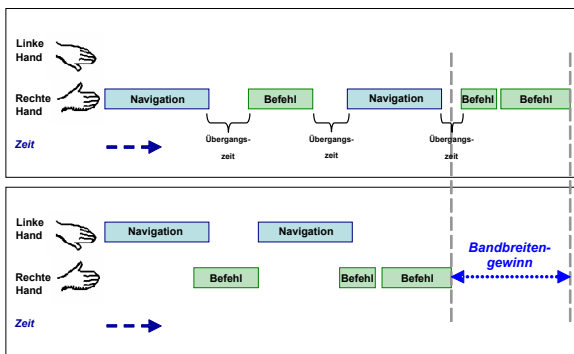 Linke
Hand
Rechte
Hand
Navigation
Befehl
Navigation
Befehl
Befehl
Übergangs-
zeit
Übergangs-
zeit
Übergangs-
zeit
Zeit
Linke
Hand
Navigation
Navigation
Bandbreiten-
gewinn
Rechte
Hand
Befehl
Befehl
Befehl
Zeit